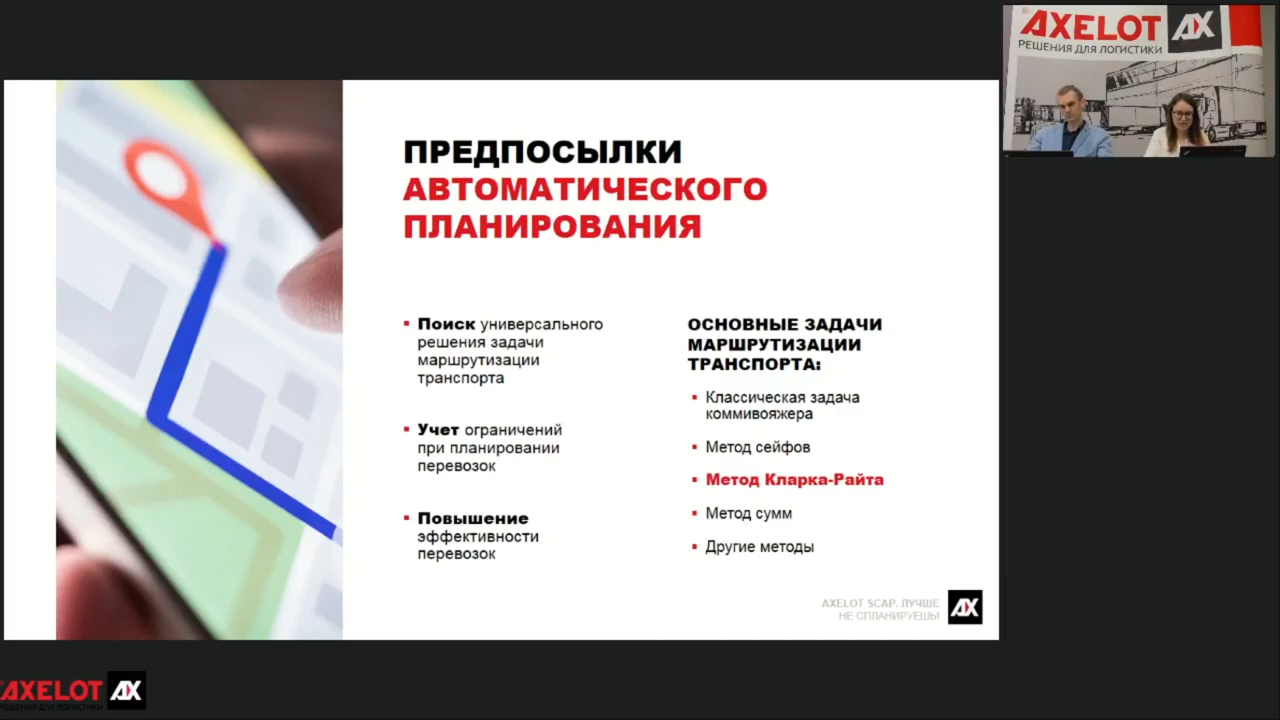 AXELOT AX
РЕШЕНИЯ ДЛЯ ЛОГИСТИКИ
ПРЕДПОСЫЛКИ
АВТОМАТИЧЕСКОГО
ПЛАНИРОВАНИЯ
▪ Поиск универсального
решения задачи
маршрутизации
транспорта
▪ Учет ограничений
при планировании
перевозок
▪ Повышение
эффективности
перевозок
ОСНОВНЫЕ ЗАДАЧИ
МАРШРУТИЗАЦИИ
ТРАНСПОРТА:
▪ Классическая задача
коммивояжера
▪ Метод сейфов
▪ Метод Кларка-Райта
▪ Метод сумм
▪ Другие методы
AXELOT SCAP. ЛУЧШЕ
НЕ СПЛАНИРУЕШЬ
AX
AXELOT AX
РЕШЕНИЯ ДЛЯ ЛОГИСТИКИ